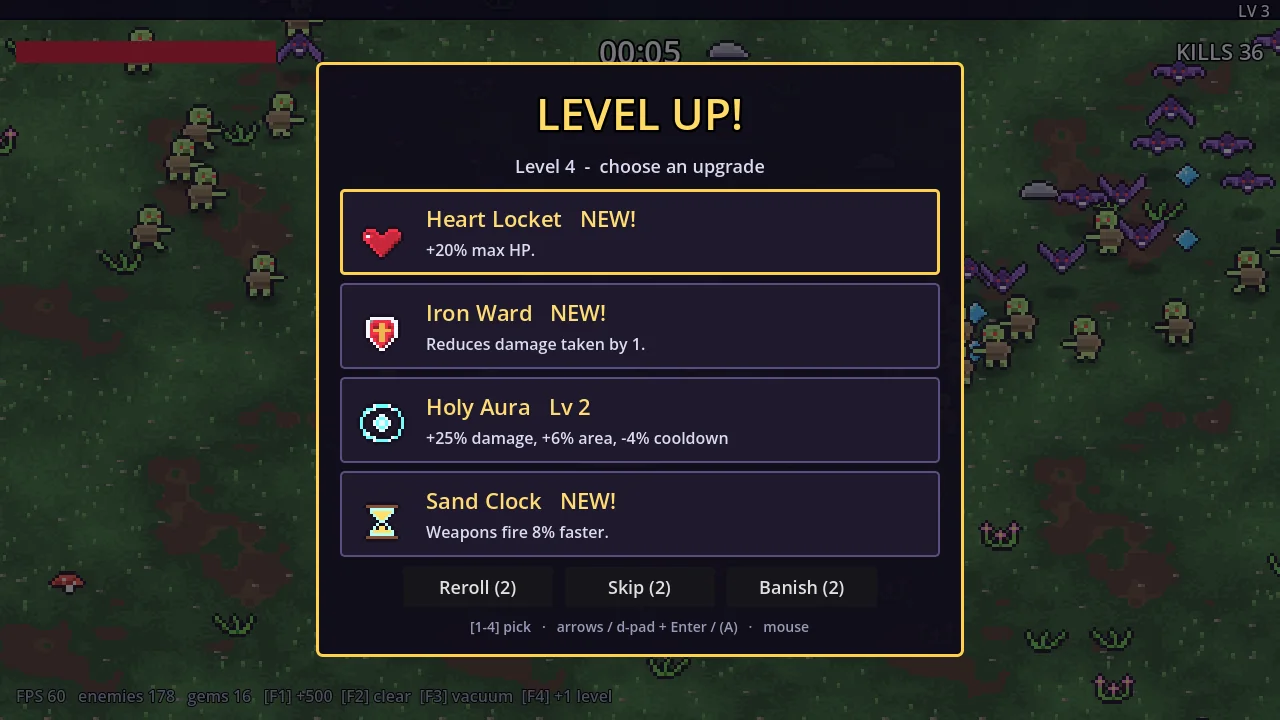 LV 3
00:05
KILLS 36
LEVEL UP!
Level 4 - choose an upgrade
Heart Locket NEW!
+20% max HP.
Iron Ward NEW!
Reduces damage taken by 1.
Holy Aura Lv 2
+25% damage, +6% area, -4% cooldown
Sand Clock NEW!
Weapons fire 8% faster.
Reroll (2) Skip (2) Banish (2)
[1-4] pick · arrows / d-pad + Enter / (A) · mouse
FPS 60 enemies 178 gems 16 [F1] +500 [F2] clear [F3] vacuum [F4] +1 level